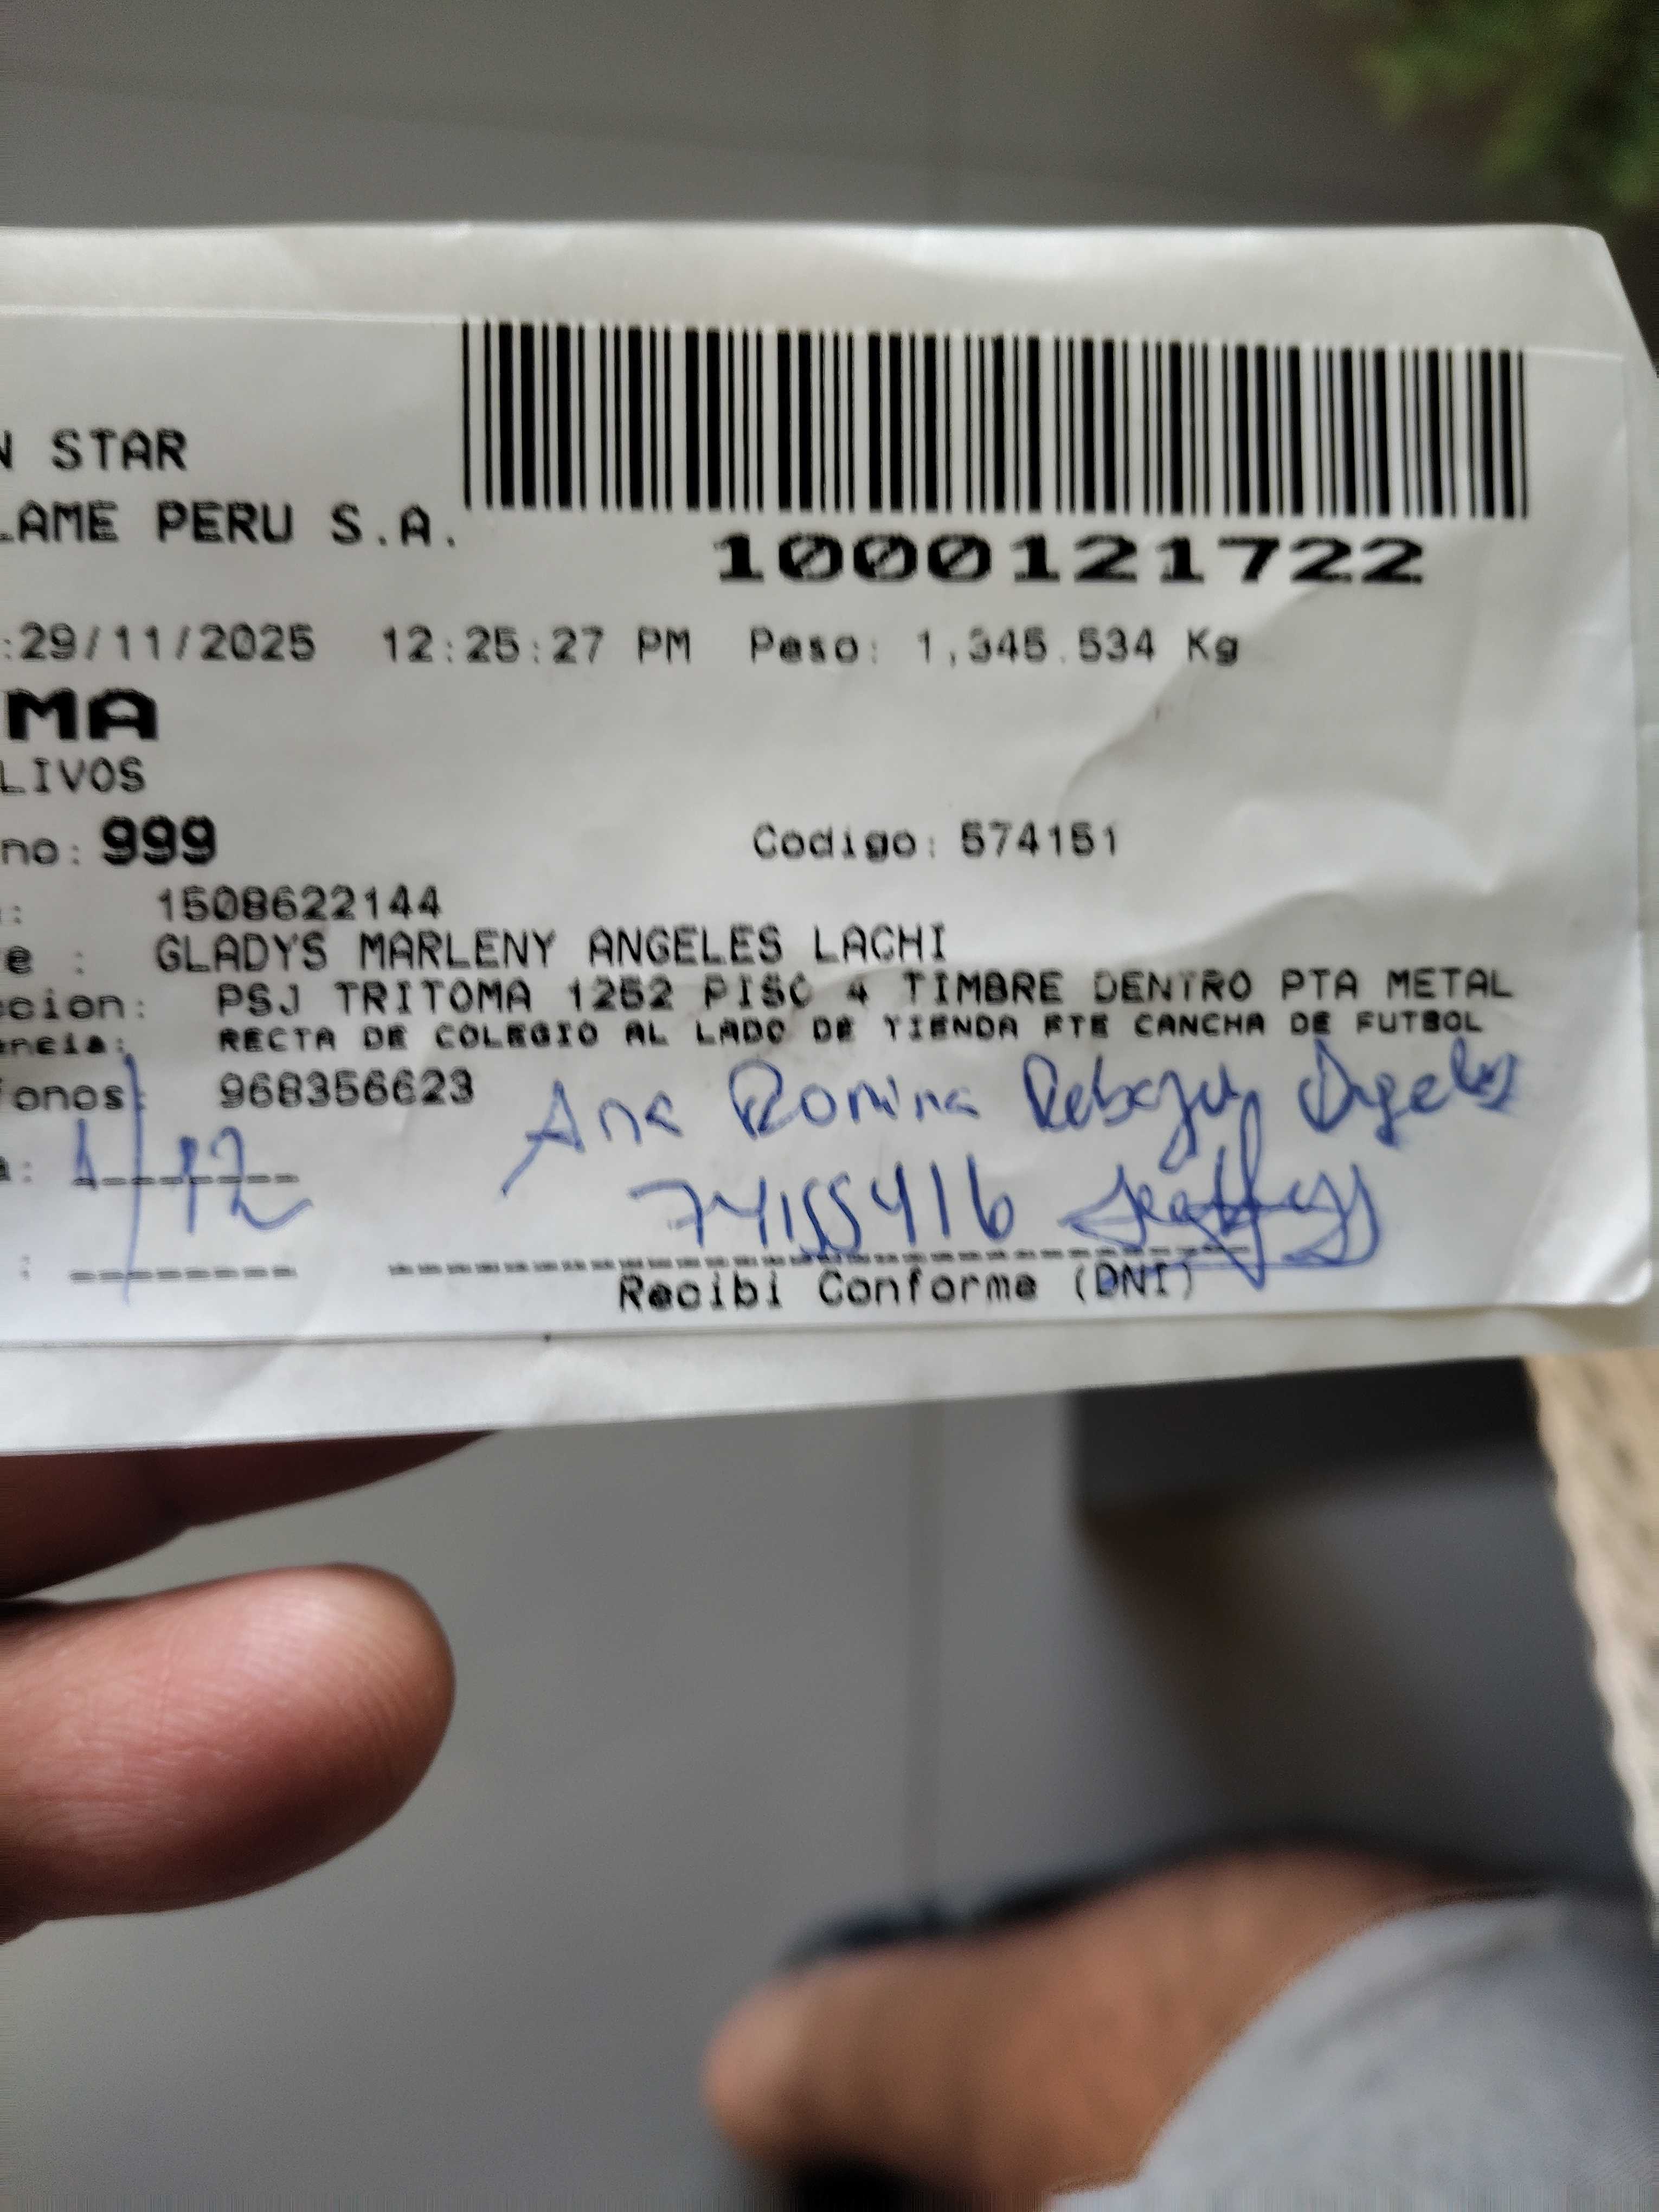 N STAR
LAME PERU S.A.
1000121722
:29/11/2025 12:25:27 PM Peso: 1,345.534 Kg
MA
LIVOS
no: 999 Codigo: 574151
: 1508622144
e : GLADYS MARLENY ANGELES LACHI
cion: PSJ TRITOMA 1252 PISO 4 TIMBRE DENTRO PTA METAL
encia: RECTA DE COLEGIO AL LADO DE TIENDA FTE CANCHA DE FUTBOL
fonos: 968356623
Ana Romina Angeles
a: 1/12
74155416
Recibi Conforme (DNI)